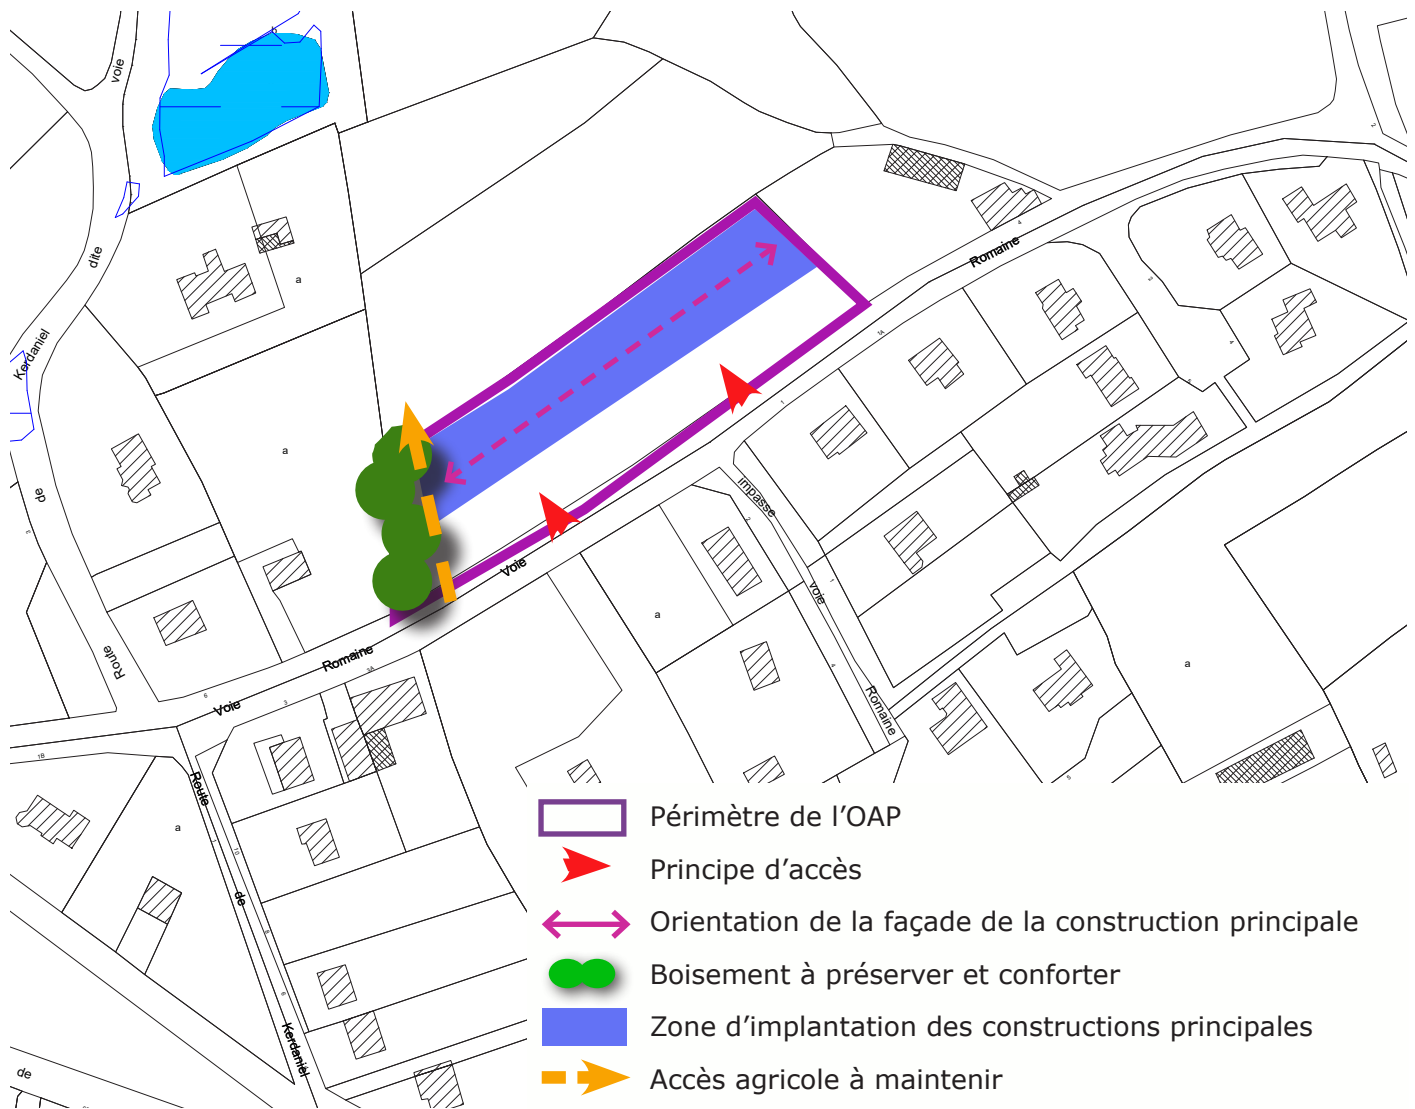 voie
dite
Kerdaniel
de
Route
a
a
Romaine
Voie
Romaine
Voie
impasse
voie
Romaine
a
a
a
Route
de
Kerdaniel
de
Périmètre de l’OAP
Principe d’accès
Orientation de la façade de la construction principale
Boisement à préserver et conforter
Zone d’implantation des constructions principales
Accès agricole à maintenir